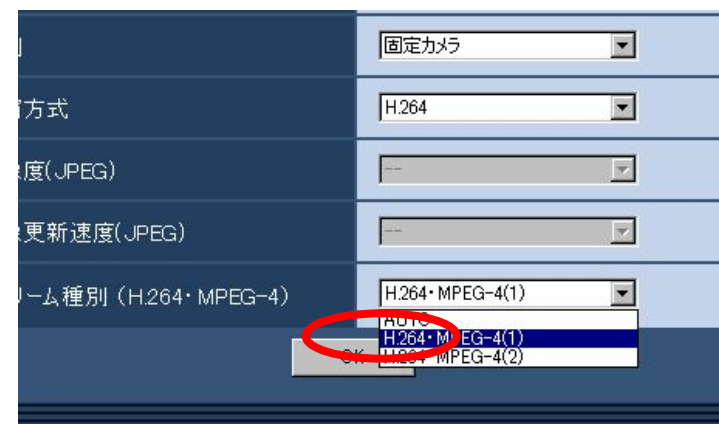 固定カメラ
方式
H.264
度(JPEG)
--
更新速度(JPEG)
--
ーム種別（H.264・MPEG-4）
H.264・MPEG-4(1)
AUTO
H.264・MPEG-4(1)
H.264・MPEG-4(2)
OK